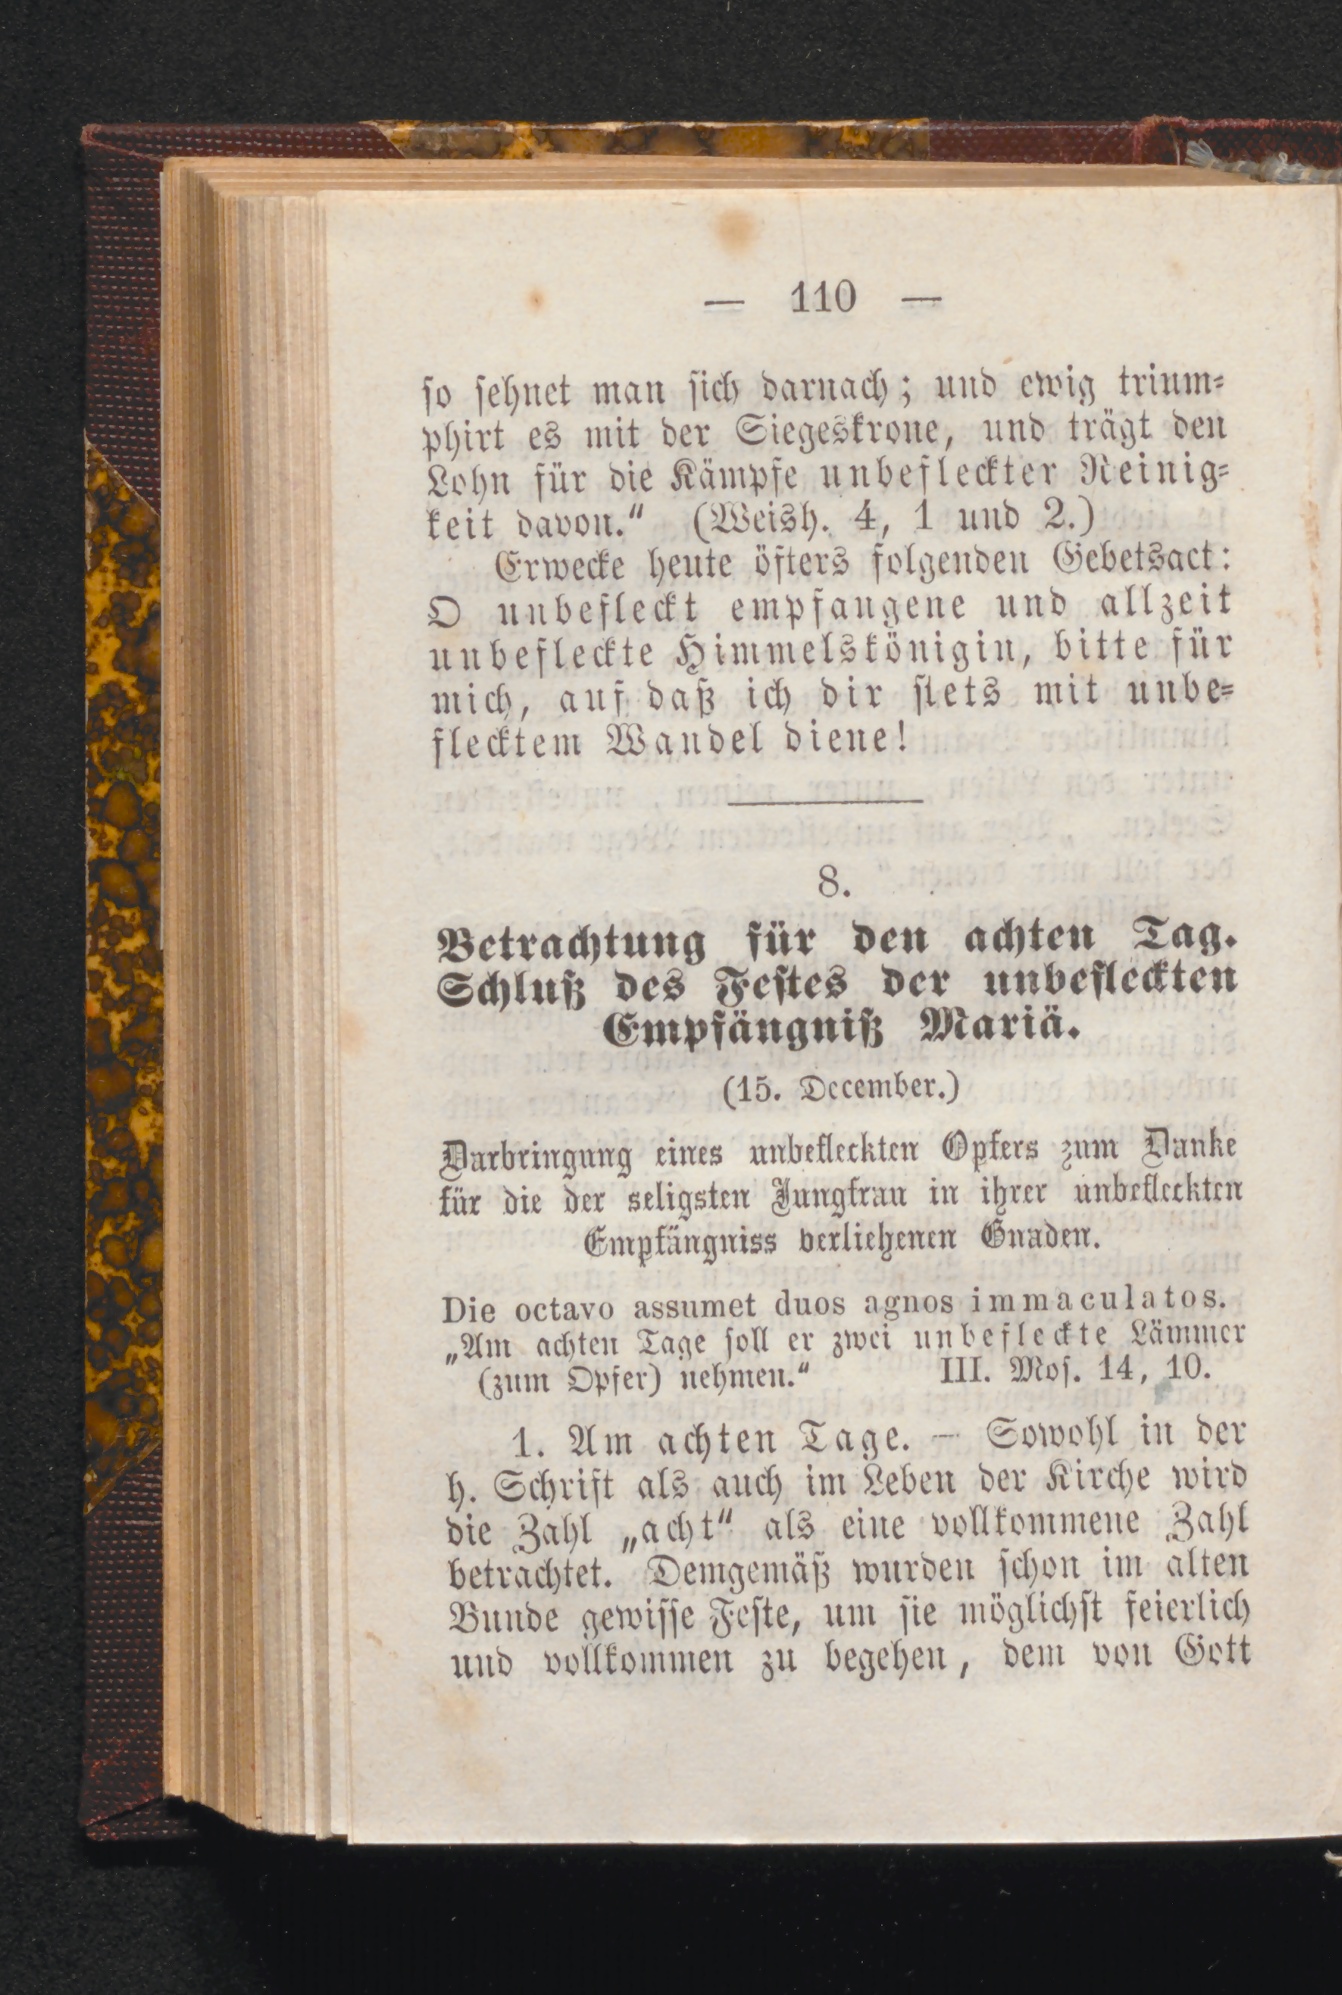 — 110 —
so sehnet man sich darnach; und ewig trium-
phirt es mit der Siegeskrone, und trägt den
Lohn für die Kämpfe unbefleckter Reinig-
keit davon.“ (Weish. 4, 1 und 2.)
Erwecke heute öfters folgenden Gebetsact:
O unbefleckt empfangene und allzeit
unbefleckte Himmelskönigin, bitte für
mich, auf daß ich dir stets mit unbe-
flecktem Wandel diene!
8.
Betrachtung für den achten Tag.
Schluß des Festes der unbefleckten
Empfängniß Mariä.
(15. December.)
Darbringung eines unbefleckten Opfers zum Danke
für die der seligsten Jungfrau in ihrer unbefleckten
Empfängniss verliehenen Gnaden.
Die octavo assumet duos agnos immaculatos.
„Am achten Tage soll er zwei unbefleckte Lämmer
(zum Opfer) nehmen.“ III. Mos. 14, 10.
1. Am achten Tage. — Sowohl in der
h. Schrift als auch im Leben der Kirche wird
die Zahl „acht“ als eine vollkommene Zahl
betrachtet. Demgemäß wurden schon im alten
Bunde gewisse Feste, um sie möglichst feierlich
und vollkommen zu begehen, dem von Gott